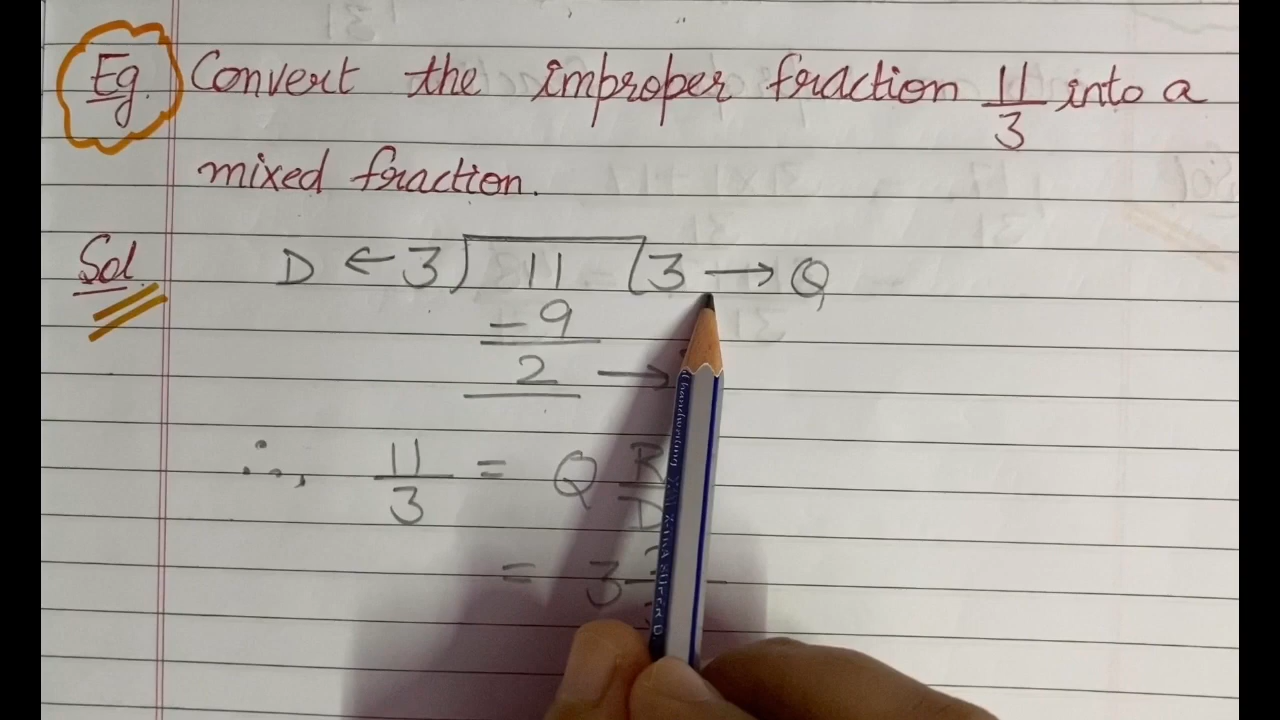 Eg. Convert the improper fraction 11/3 into a
mixed fraction.
Sol. D ← 3) 11 (3 → Q
- 9
2 →
∴, 11/3 = Q R/D
= 3